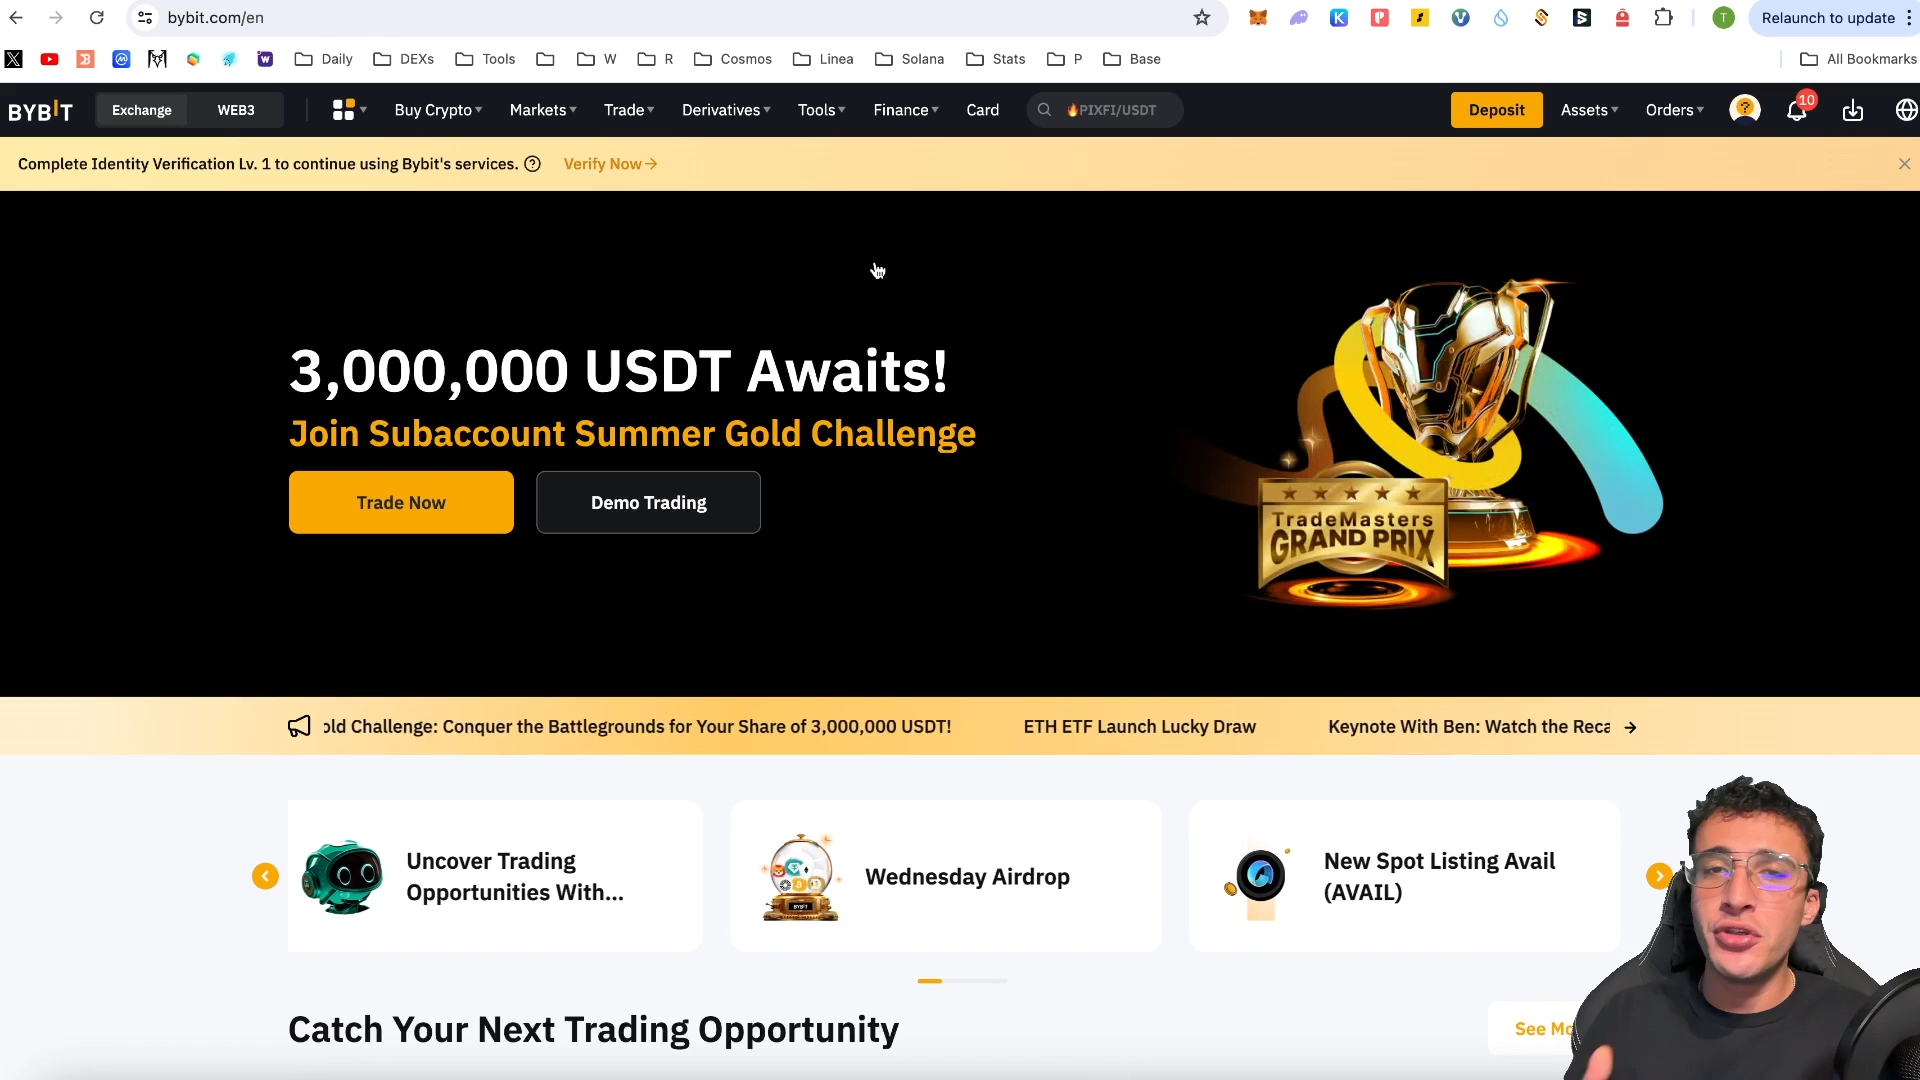 bybit.com/en
Relaunch to update
Daily
DEXs
Tools
W
R
Cosmos
Linea
Solana
Stats
P
Base
All Bookmarks
BYBIT
Exchange
WEB3
Buy Crypto
Markets
Trade
Derivatives
Tools
Finance
Card
PIXFI/USDT
Deposit
Assets
Orders
10
Complete Identity Verification Lv. 1 to continue using Bybit's services.
Verify Now
3,000,000 USDT Awaits!
Join Subaccount Summer Gold Challenge
Trade Now
Demo Trading
TradeMasters
GRAND PRIX
old Challenge: Conquer the Battlegrounds for Your Share of 3,000,000 USDT!
ETH ETF Launch Lucky Draw
Keynote With Ben: Watch the Reca
Uncover Trading
Opportunities With...
BYBIT
Wednesday Airdrop
New Spot Listing Avail
(AVAIL)
Catch Your Next Trading Opportunity
See Mo